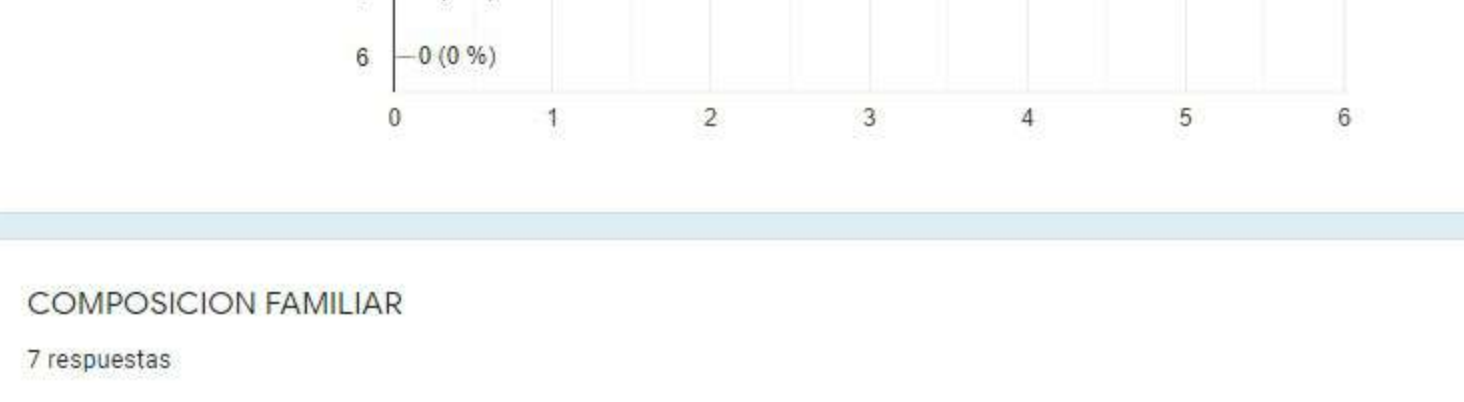 6 0 (0 %)
0 1 2 3 4 5 6
COMPOSICION FAMILIAR
7 respuestas